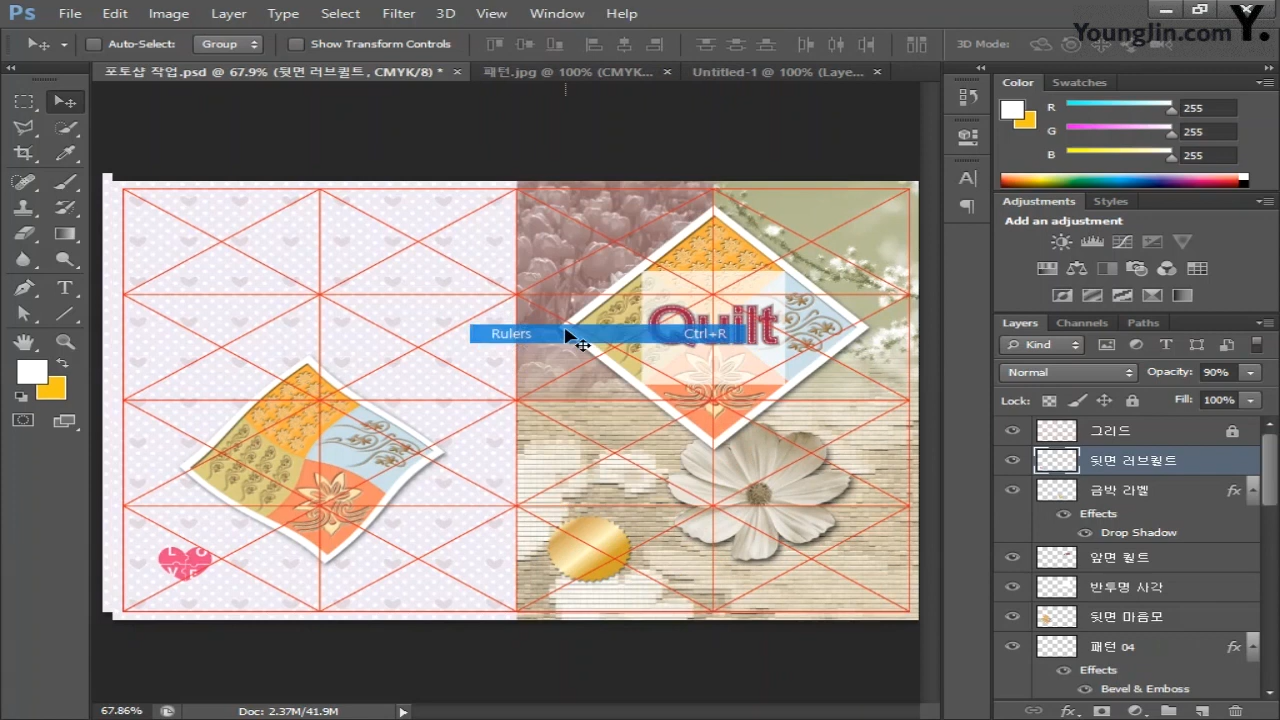 Ps File Edit Image Layer Type Select Filter 3D View Window Help
Younglin.com Y.
Auto-Select: Group Show Transform Controls 3D Mode:
포토샵 작업.psd @ 67.9% (뒷면 러브퀼트, CMYK/8) * × 패턴.jpg @ 100% (CMYK... × Untitled-1 @ 100% (Laye... ×
Color Swatches
R 255
G 255
B 255
Adjustments Styles
Add an adjustment
Quilt
Rulers Ctrl+R
LOVE
Layers Channels Paths
Kind
Normal Opacity: 90%
Lock: Fill: 100%
그리드
뒷면 러브퀼트
금박 라벨 fx
Effects
Drop Shadow
앞면 퀼트
반투명 사각
뒷면 마름모
패턴 04 fx
Effects
Bevel & Emboss
67.86% Doc: 2.37M/41.9M